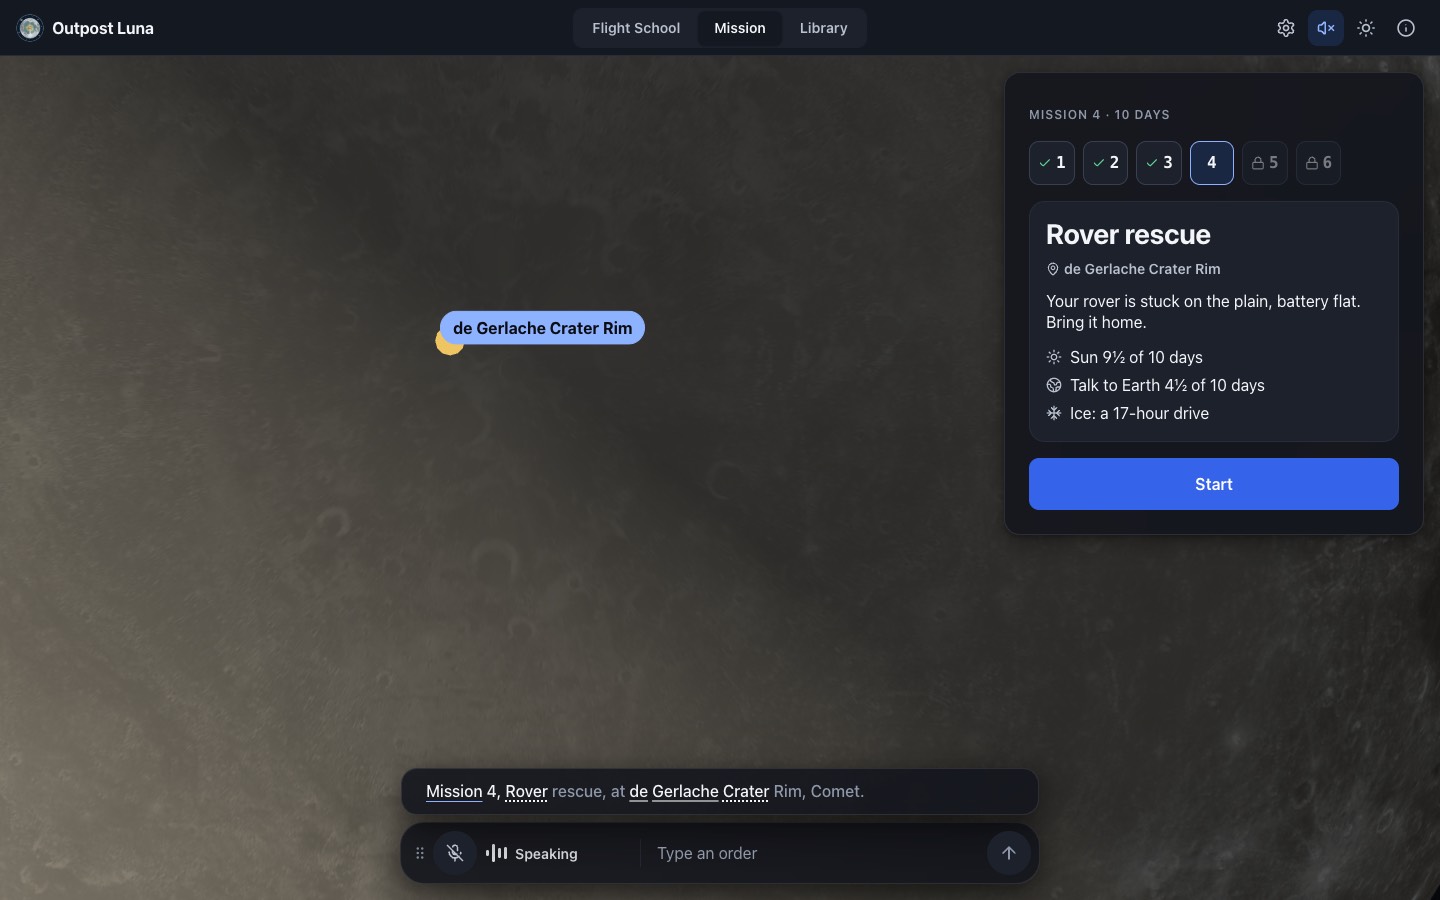 Outpost Luna
Flight School
Mission
Library
MISSION 4 · 10 DAYS
1
2
3
4
5
6
Rover rescue
de Gerlache Crater Rim
Your rover is stuck on the plain, battery flat.
Bring it home.
Sun 9½ of 10 days
Talk to Earth 4½ of 10 days
Ice: a 17-hour drive
Start
de Gerlache Crater Rim
Mission 4, Rover rescue, at de Gerlache Crater Rim, Comet.
Speaking
Type an order